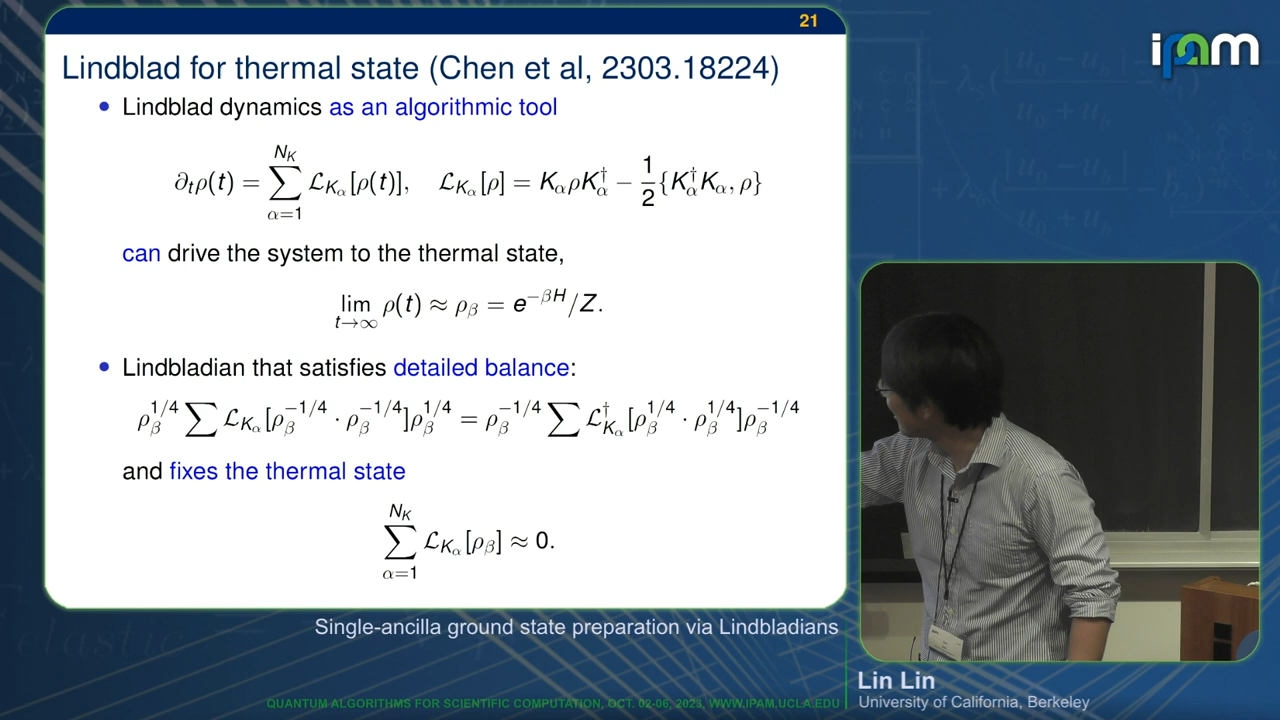 21
ipam
Lindblad for thermal state (Chen et al, 2303.18224)
• Lindblad dynamics as an algorithmic tool
∂ₜρ(t) = ∑_{α=1}^{N_K} 𝓛_{K_α}[ρ(t)], 𝓛_{K_α}[ρ] = K_α ρ K_α^† − 1/2 {K_α^† K_α, ρ}
can drive the system to the thermal state,
lim_{t→∞} ρ(t) ≈ ρ_β = e^{−βH}/Z.
• Lindbladian that satisfies detailed balance:
ρ_β^{1/4} ∑ 𝓛_{K_α}[ρ_β^{−1/4} · ρ_β^{−1/4}]ρ_β^{1/4} = ρ_β^{−1/4} ∑ 𝓛_{K_α}^†[ρ_β^{1/4} · ρ_β^{1/4}]ρ_β^{−1/4}
and fixes the thermal state
∑_{α=1}^{N_K} 𝓛_{K_α}[ρ_β] ≈ 0.
Single-ancilla ground state preparation via Lindbladians
Lin Lin
University of California, Berkeley
QUANTUM ALGORITHMS FOR SCIENTIFIC COMPUTATION, OCT. 02-06, 2023, WWW.IPAM.UCLA.EDU